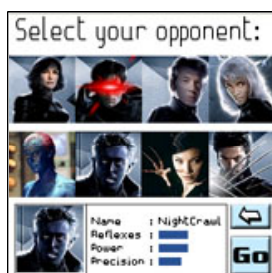 Select your opponent:
Name : NightCrawl
Reflexes :
Power :
Precision :
Go